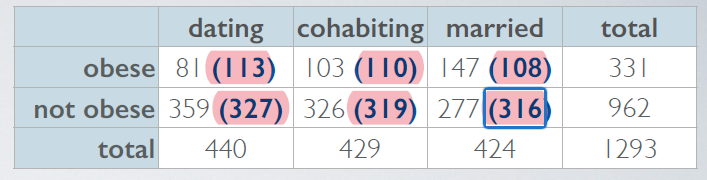 dating cohabiting married total
obese 81 (113) 103 (110) 147 (108) 331
not obese 359 (327) 326 (319) 277 (316) 962
total 440 429 424 1293